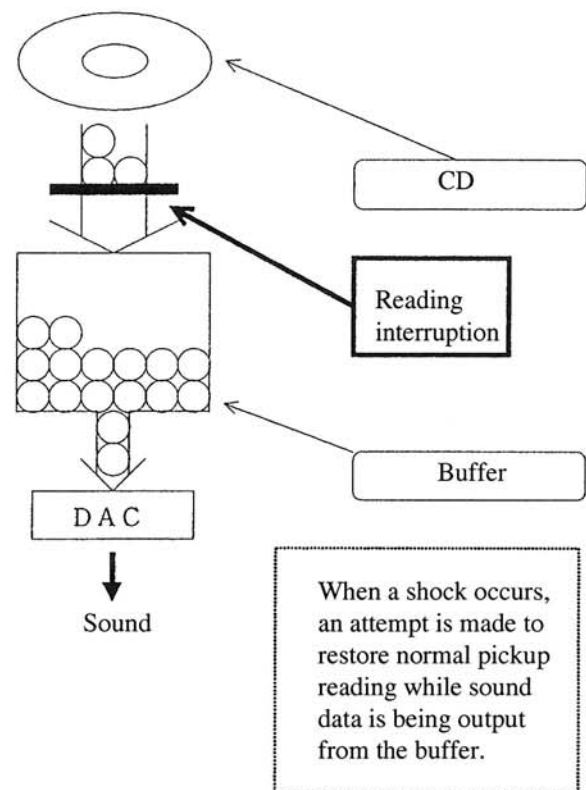 CD
Reading
interruption
Buffer
D A C
Sound
When a shock occurs,
an attempt is made to
restore normal pickup
reading while sound
data is being output
from the buffer.